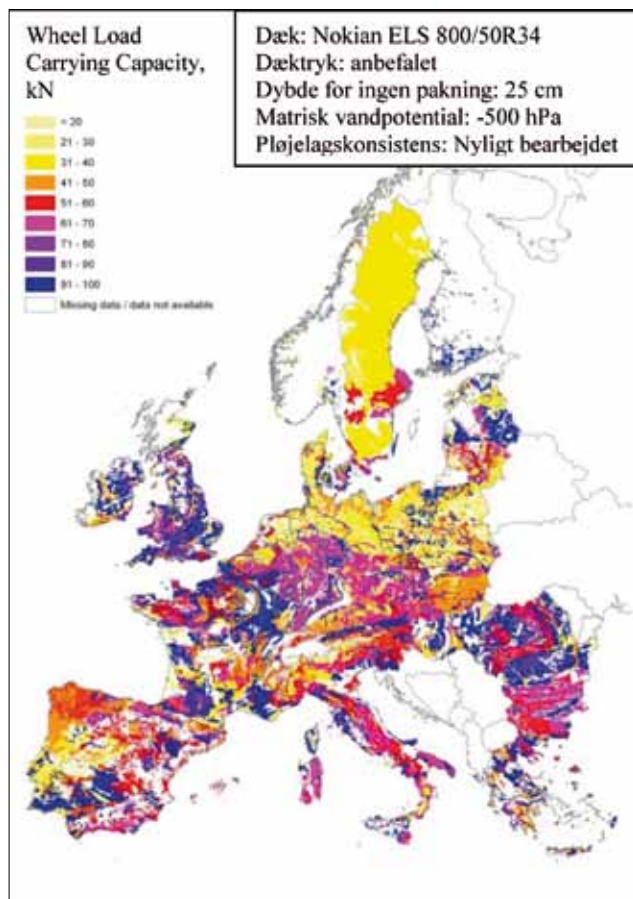 Wheel Load
Carrying Capacity,
kN
< 20
21 - 30
31 - 40
41 - 50
51 - 60
61 - 70
71 - 80
81 - 90
91 - 100
Missing data / data not available
Dæk: Nokian ELS 800/50R34
Dæktryk: anbefalet
Dybde for ingen pakning: 25 cm
Matrisk vandpotential: -500 hPa
Pløjelagskonsistens: Nyligt bearbejdet